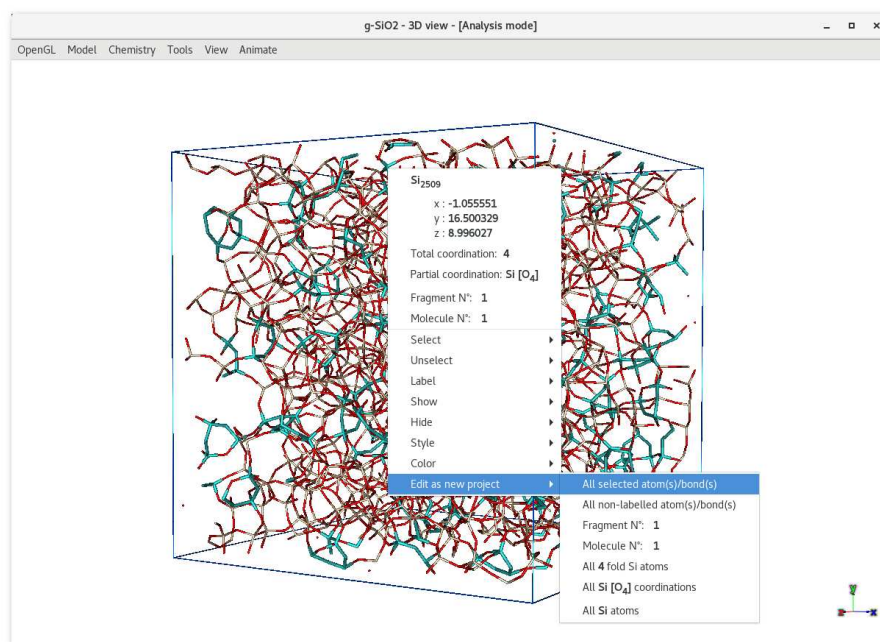 g-SiO2 - 3D view - [Analysis mode]
OpenGL Model Chemistry Tools View Animate
Si2509
x : -1.055551
y : 16.500329
z : 8.996027
Total coordination: 4
Partial coordination: Si [O4]
Fragment N°: 1
Molecule N°: 1
Select
Unselect
Label
Show
Hide
Style
Color
Edit as new project
All selected atom(s)/bond(s)
All non-labelled atom(s)/bond(s)
Fragment N°: 1
Molecule N°: 1
All 4 fold Si atoms
All Si [O4] coordinations
All Si atoms
y
z x